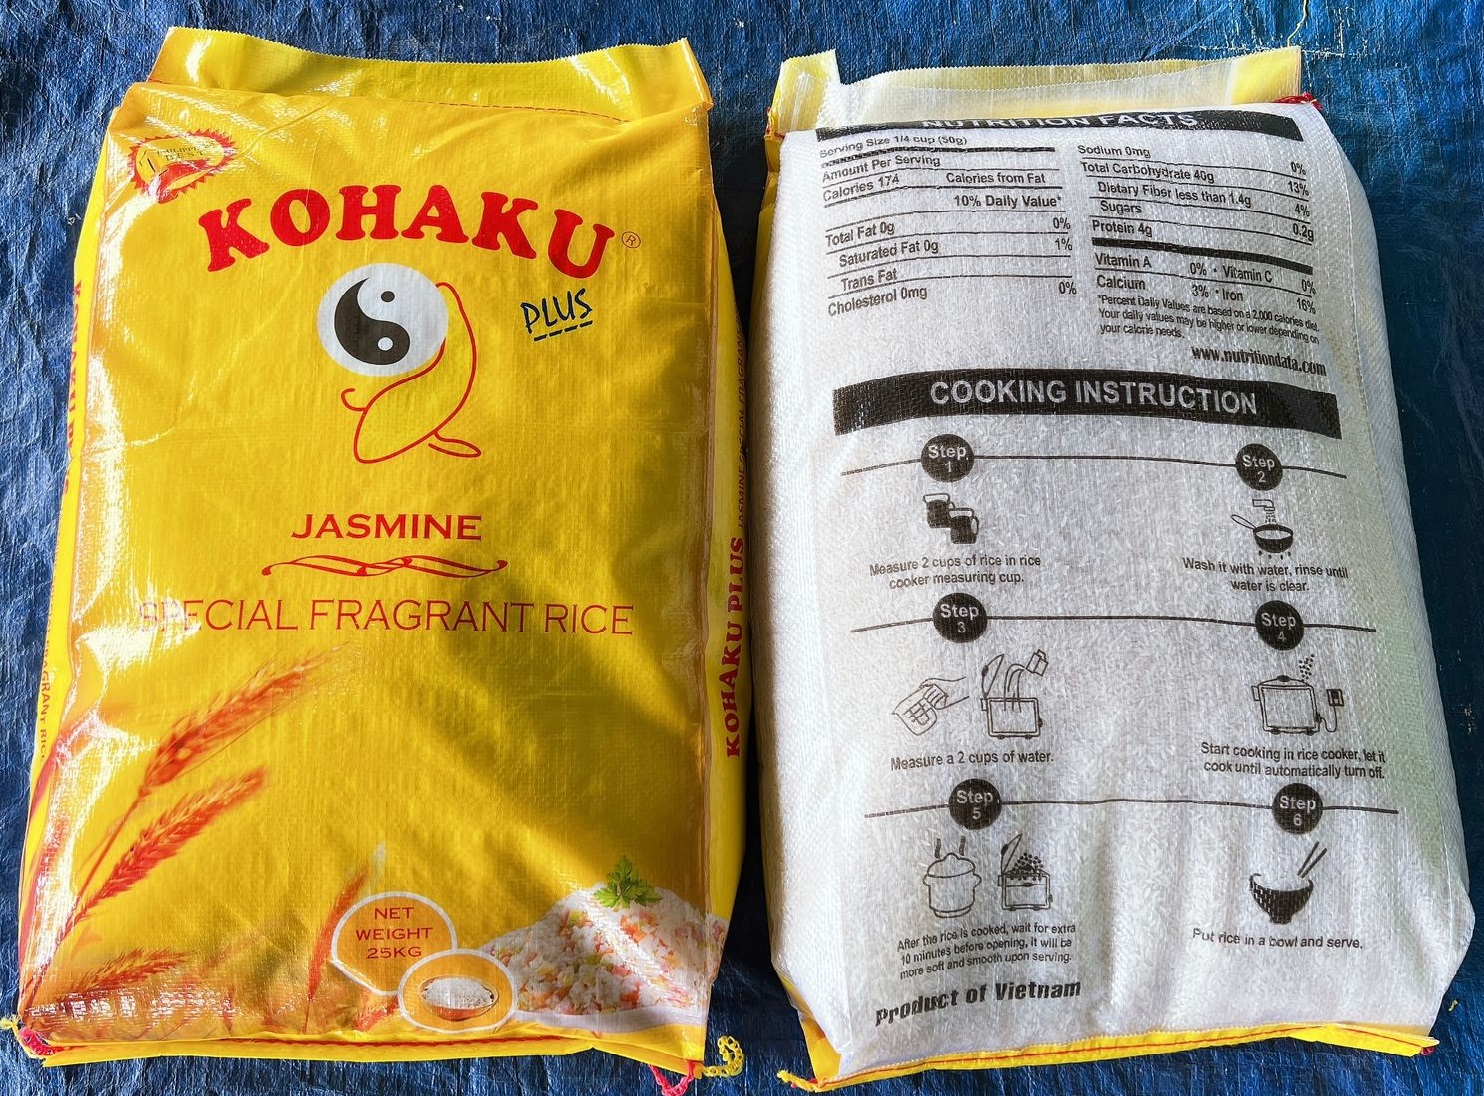 PHILIPPINE'S
BEST
KOHAKU®
PLUS
JASMINE
SPECIAL FRAGRANT RICE
NET
WEIGHT
25KG
KOHAKU PLUS JASMINE SPECIAL FRAGRANT
NUTRITION FACTS
Serving Size 1/4 cup (50g)
Amount Per Serving
Calories 174 Calories from Fat
10% Daily Value*
Total Fat 0g 0%
Saturated Fat 0g 1%
Trans Fat
Cholesterol 0mg 0%
Sodium 0mg 0%
Total Carbohydrate 40g 13%
Dietary Fiber less than 1.4g 4%
Sugars 0.2g
Protein 4g
Vitamin A 0% • Vitamin C 0%
Calcium 3% • Iron 16%
*Percent Daily Values are based on a 2,000 calories diet.
Your daily values may be higher or lower depending on
your calorie needs.
www.nutritiondata.com
COOKING INSTRUCTION
Step
1
Measure 2 cups of rice in rice
cooker measuring cup.
Step
2
Wash it with water, rinse until
water is clear.
Step
3
Measure a 2 cups of water.
Step
4
Start cooking in rice cooker, let it
cook until automatically turn off.
Step
5
After the rice is cooked, wait for extra
10 minutes before opening, it will be
more soft and smooth upon serving.
Step
6
Put rice in a bowl and serve.
Product of Vietnam